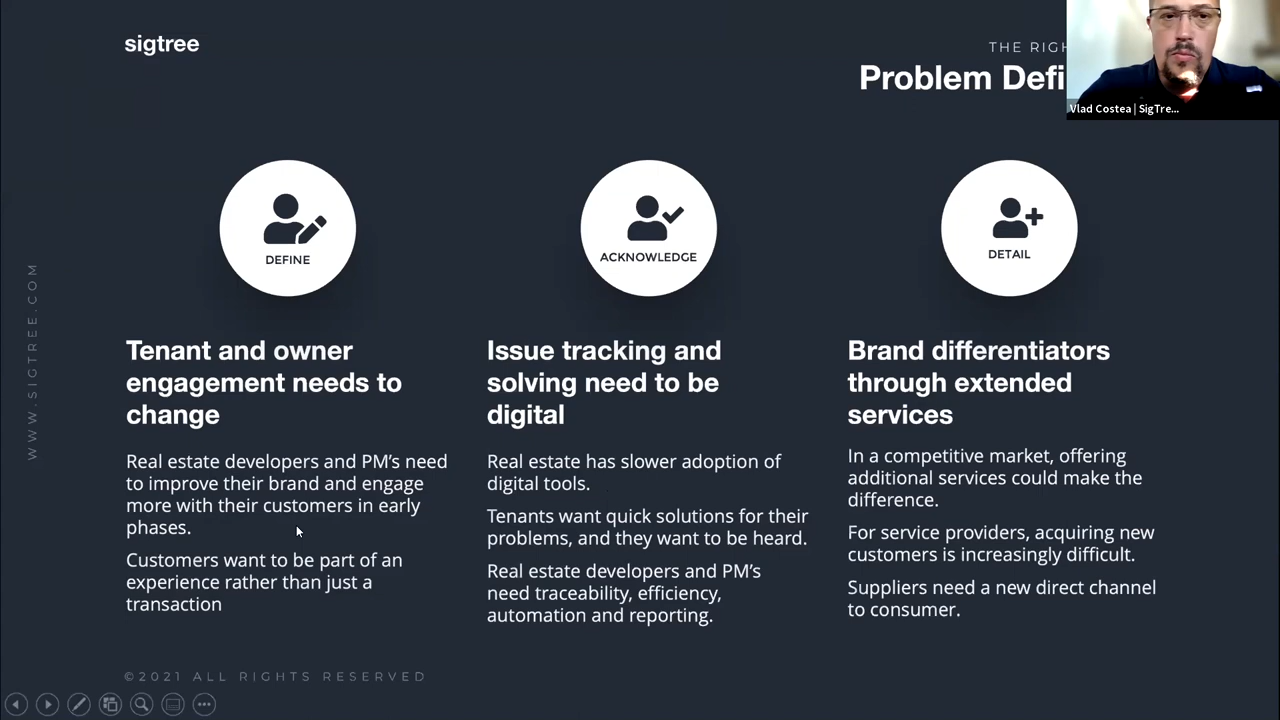 sigtree
THE RIGH
Problem Defi
Vlad Costea | SigTre...
DEFINE
ACKNOWLEDGE
DETAIL
Tenant and owner
engagement needs to
change
Real estate developers and PM's need
to improve their brand and engage
more with their customers in early
phases.
Customers want to be part of an
experience rather than just a
transaction
Issue tracking and
solving need to be
digital
Real estate has slower adoption of
digital tools.
Tenants want quick solutions for their
problems, and they want to be heard.
Real estate developers and PM's
need traceability, efficiency,
automation and reporting.
Brand differentiators
through extended
services
In a competitive market, offering
additional services could make the
difference.
For service providers, acquiring new
customers is increasingly difficult.
Suppliers need a new direct channel
to consumer.
WWW.SIGTREE.COM
©2021 ALL RIGHTS RESERVED